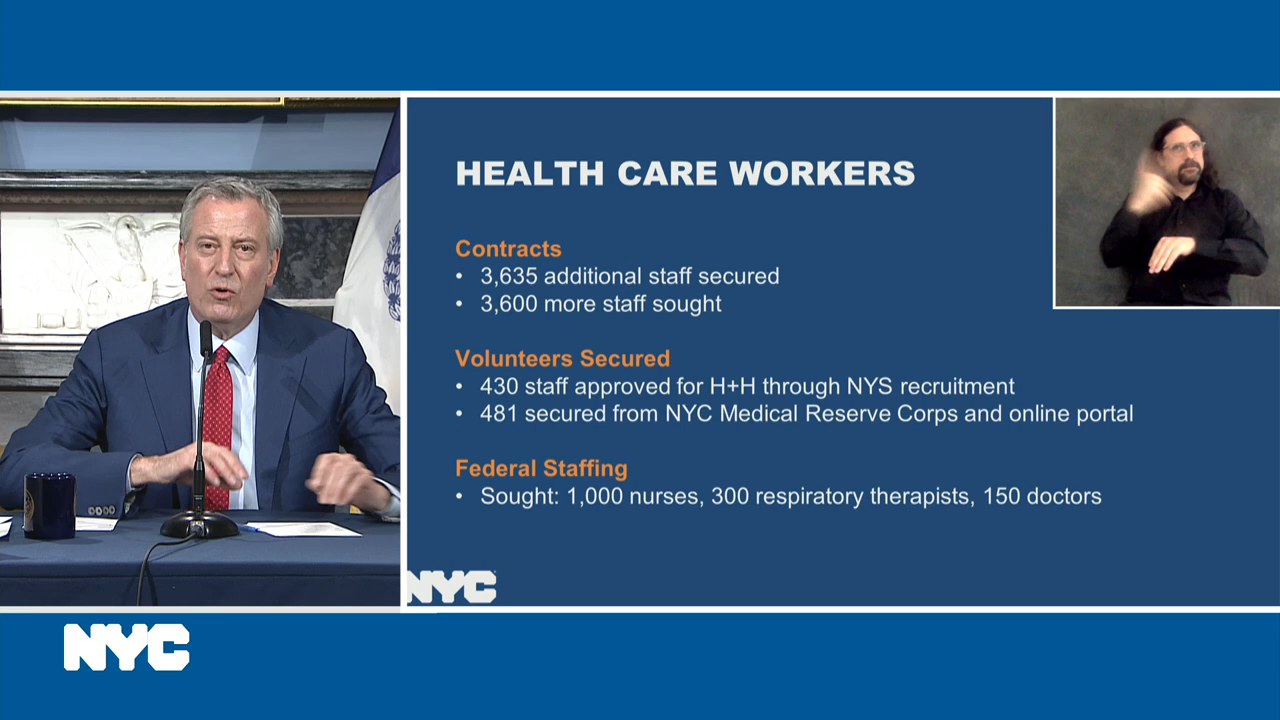 HEALTH CARE WORKERS
Contracts
• 3,635 additional staff secured
• 3,600 more staff sought
Volunteers Secured
• 430 staff approved for H+H through NYS recruitment
• 481 secured from NYC Medical Reserve Corps and online portal
Federal Staffing
• Sought: 1,000 nurses, 300 respiratory therapists, 150 doctors
NYC
NYC